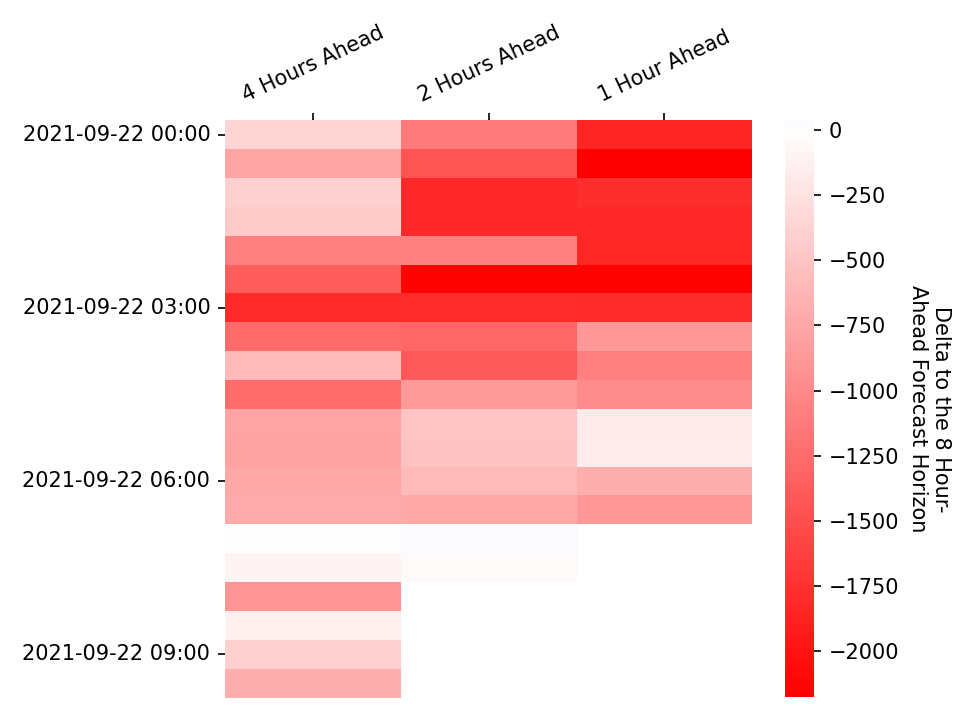 4 Hours Ahead
2 Hours Ahead
1 Hour Ahead
2021-09-22 00:00
2021-09-22 03:00
2021-09-22 06:00
2021-09-22 09:00
0
−250
−500
−750
−1000
−1250
−1500
−1750
−2000
Delta to the 8 Hour-
Ahead Forecast Horizon